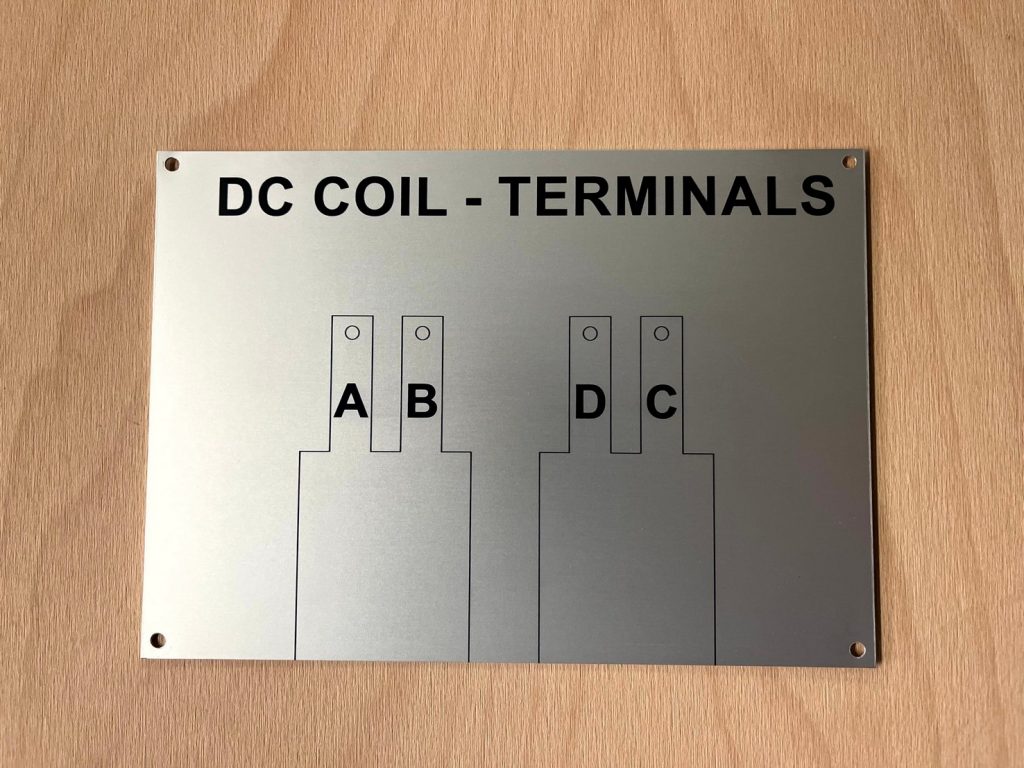 DC COIL - TERMINALS
A B D C